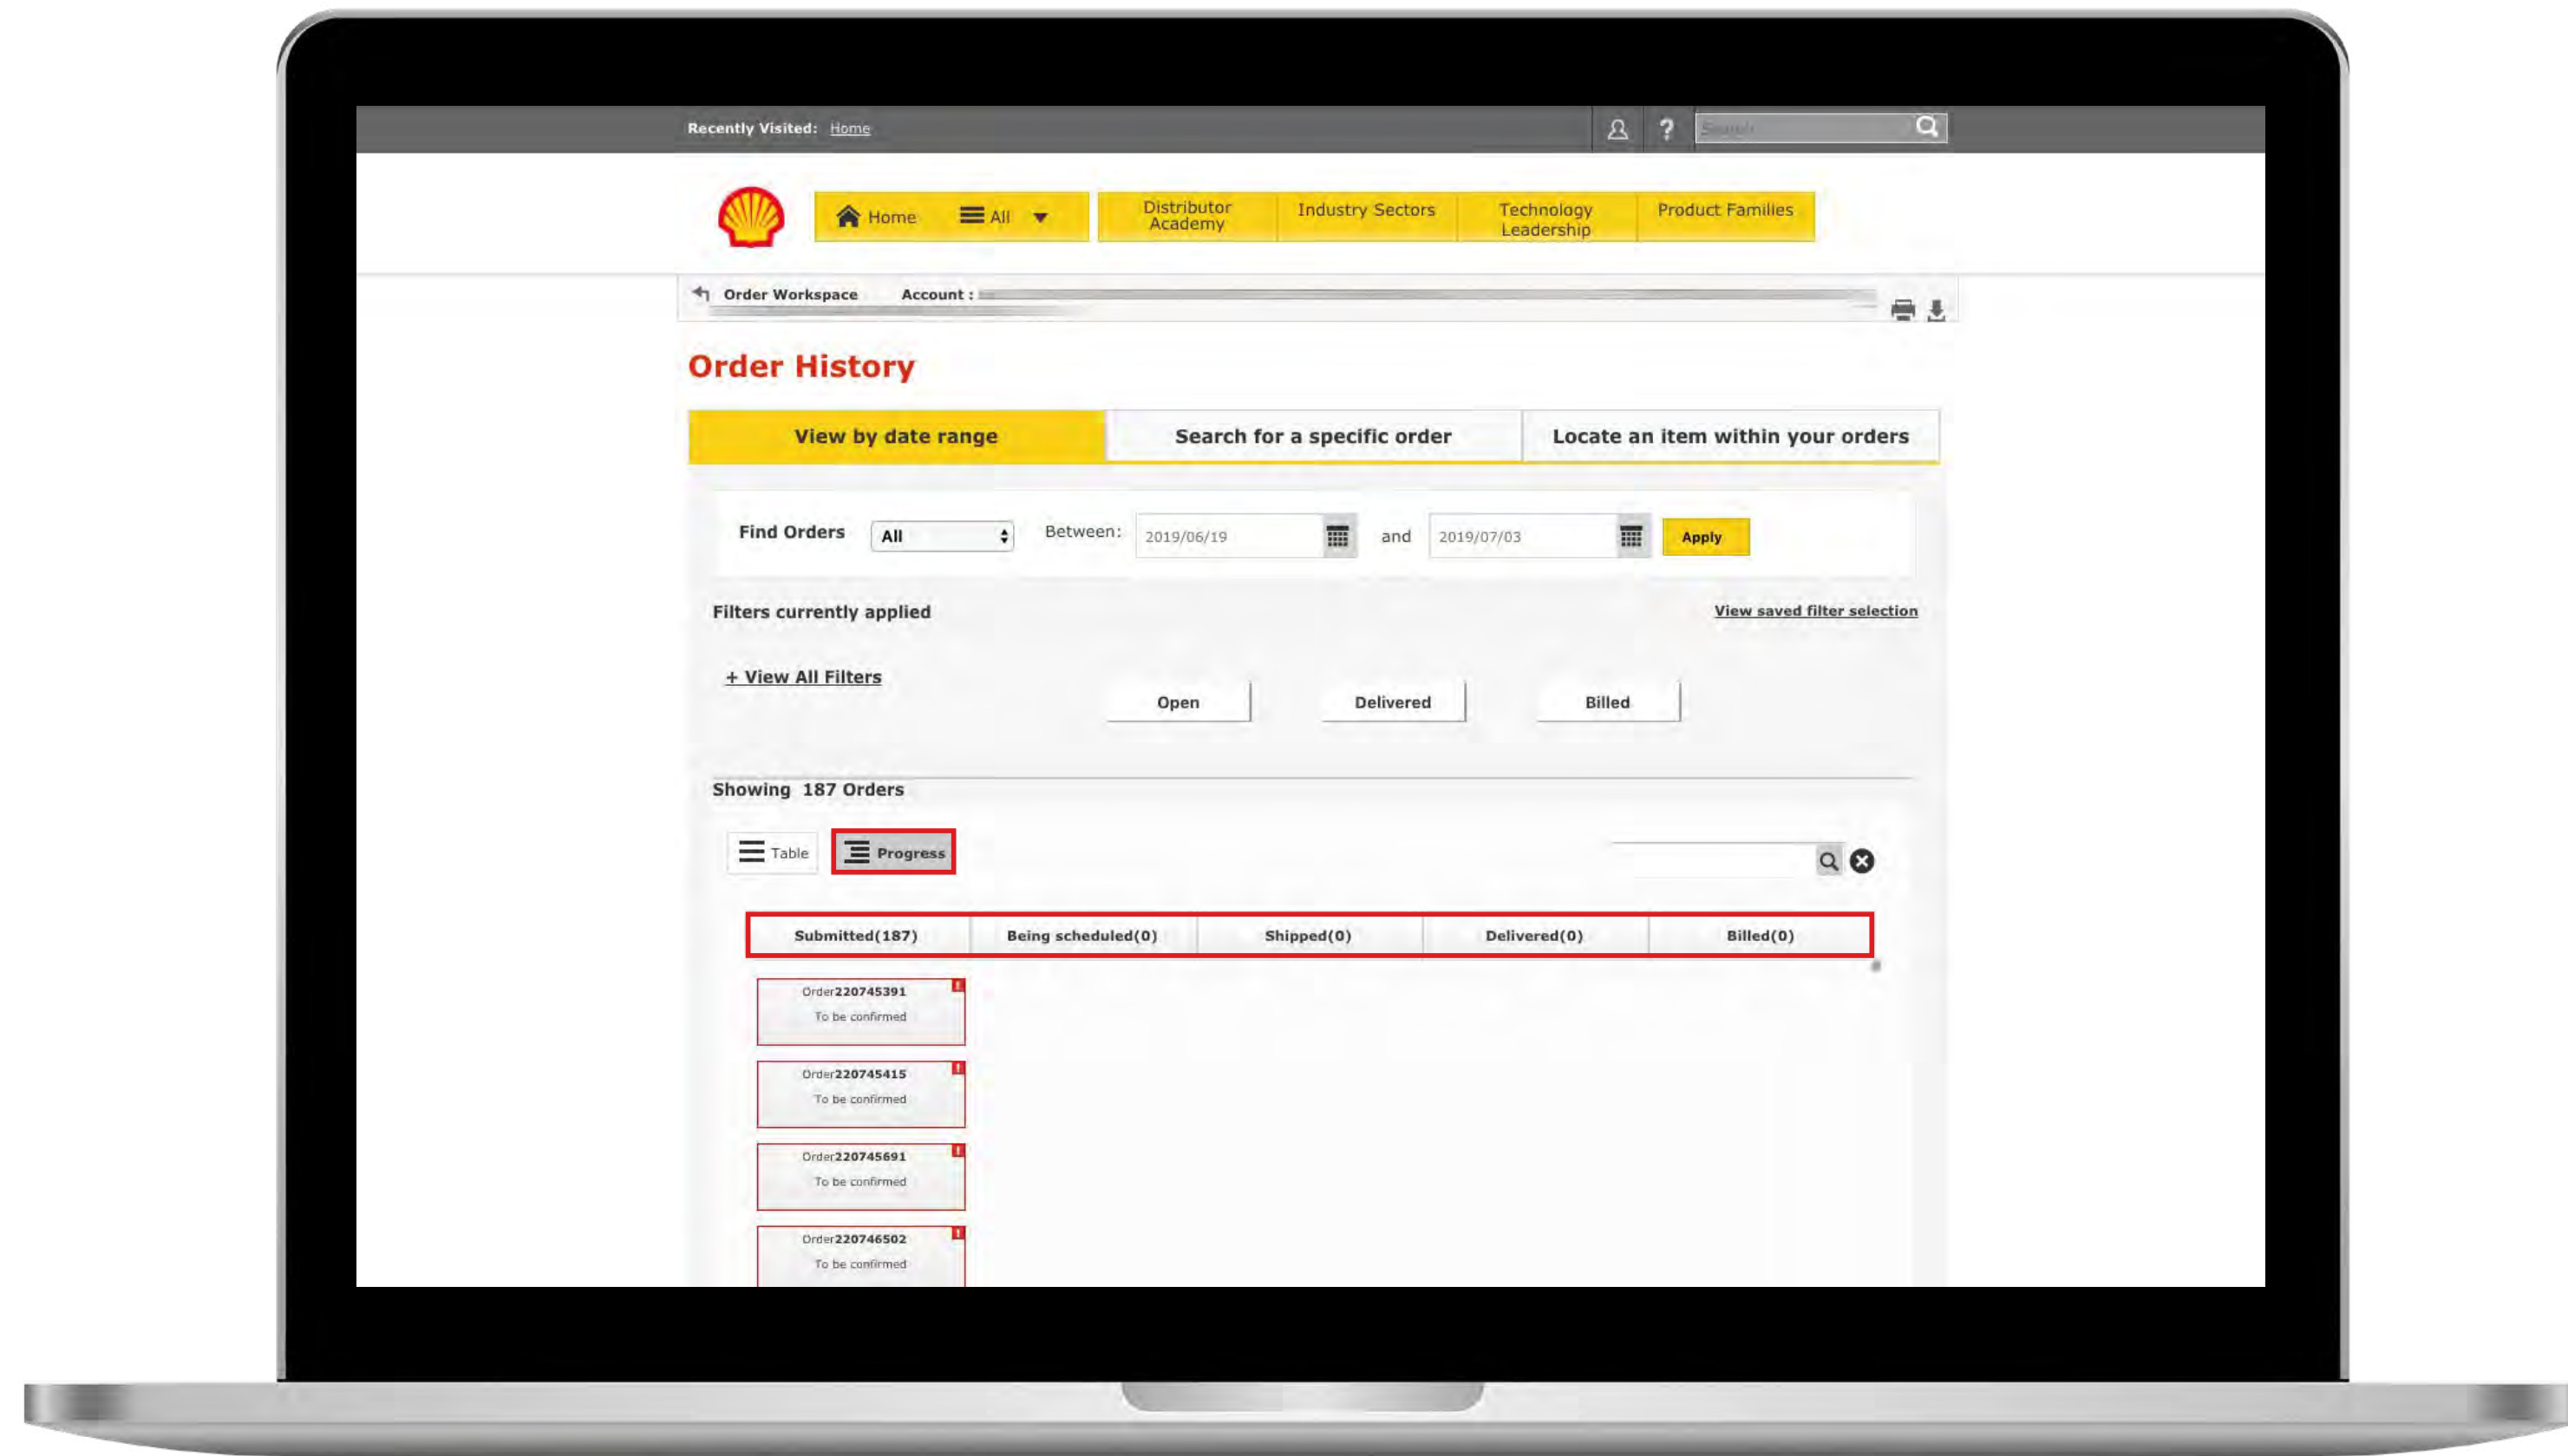 Recently Visited: Home
?
Search
Home
All
Distributor Academy
Industry Sectors
Technology Leadership
Product Families
Order Workspace
Account :
Order History
View by date range
Search for a specific order
Locate an item within your orders
Find Orders
All
Between:
2019/06/19
and
2019/07/03
Apply
Filters currently applied
View saved filter selection
+ View All Filters
Open
Delivered
Billed
Showing 187 Orders
Table
Progress
Submitted(187)
Being scheduled(0)
Shipped(0)
Delivered(0)
Billed(0)
Order220745391
To be confirmed
Order220745415
To be confirmed
Order220745691
To be confirmed
Order220746502
To be confirmed